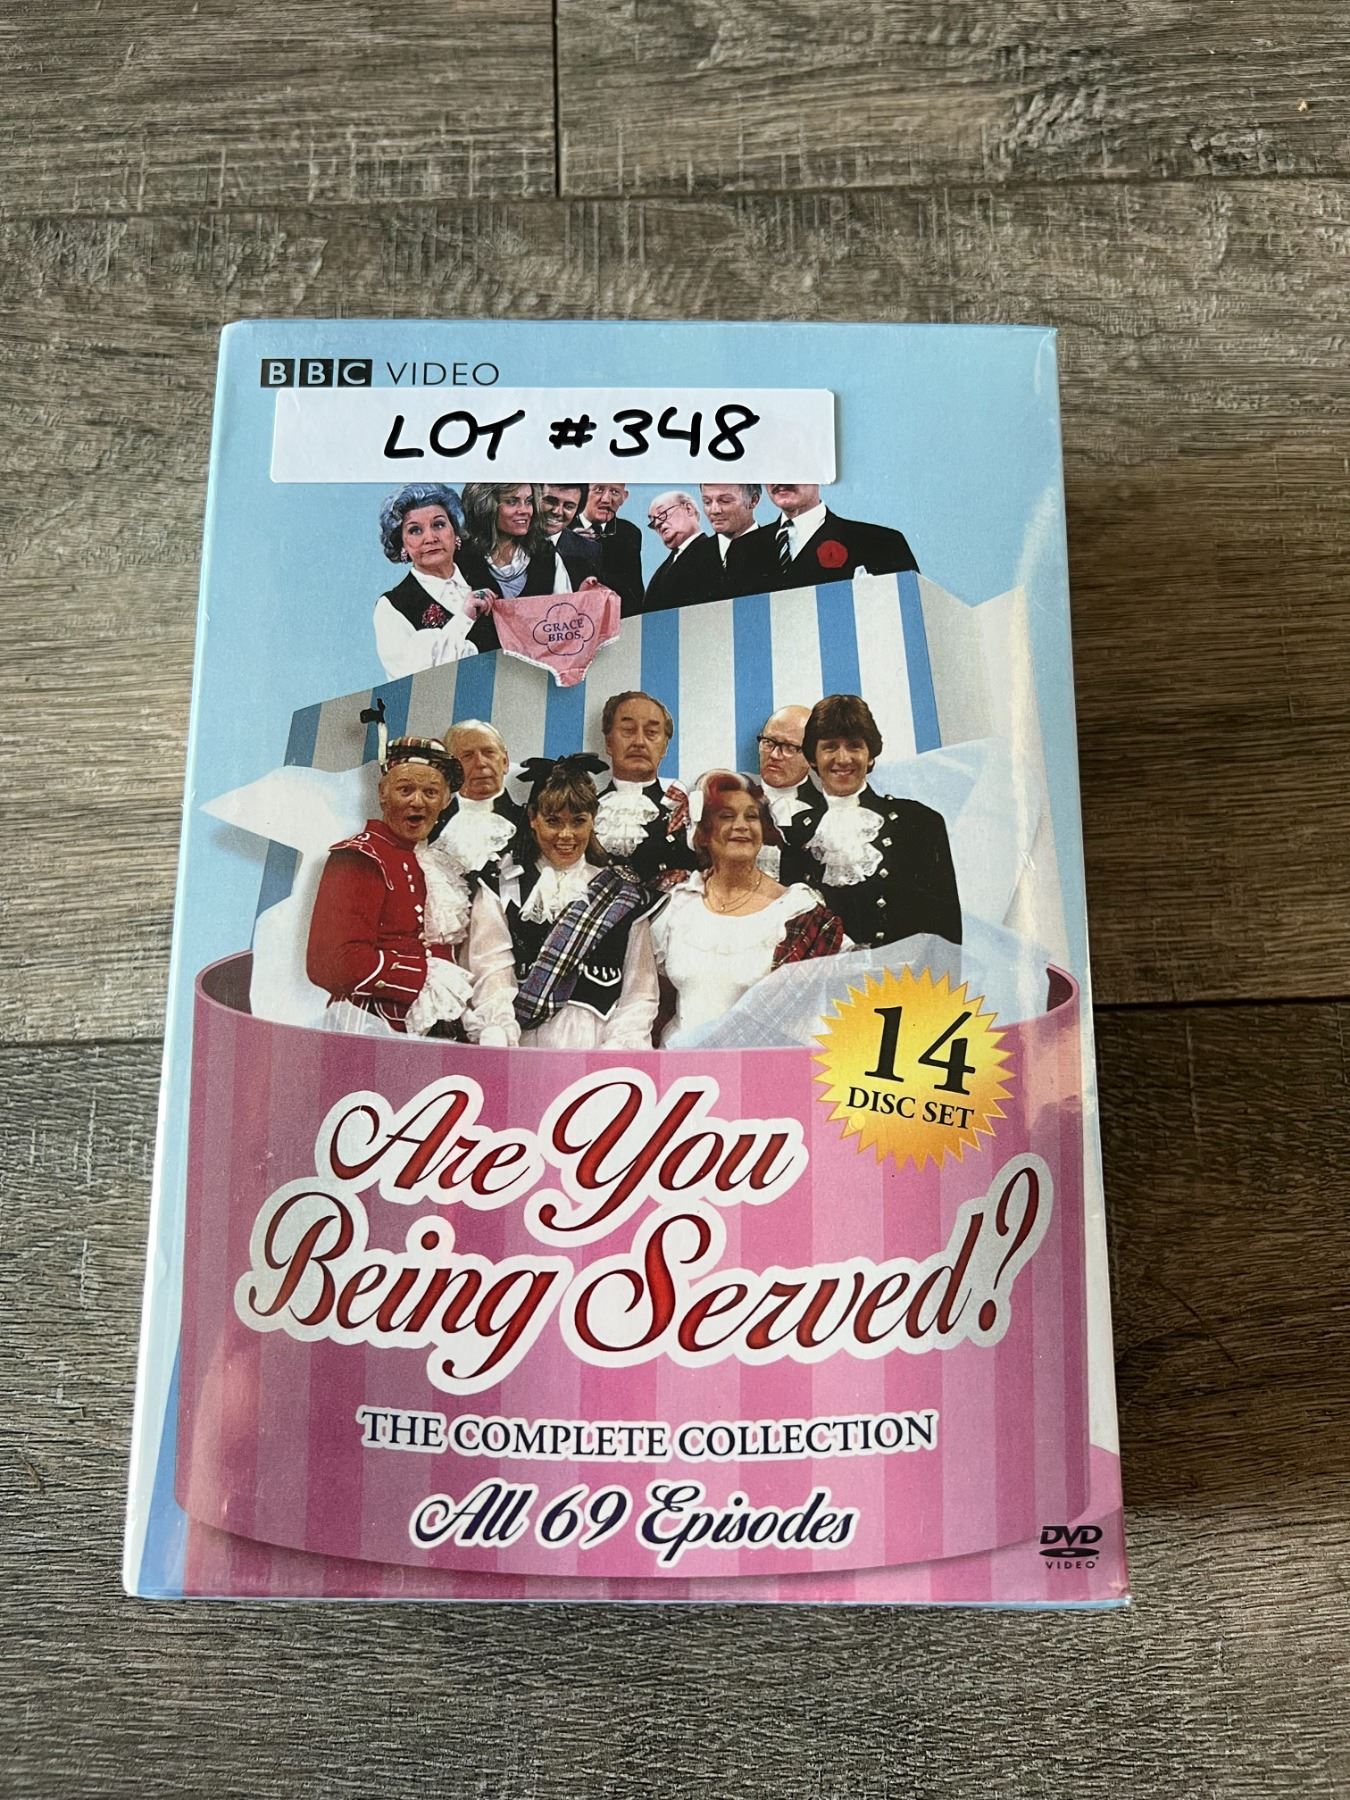 BBC VIDEO
LOT #348
GRACE
BROS.
14
DISC SET
Are You
Being Served?
THE COMPLETE COLLECTION
All 69 Episodes
DVD
VIDEO